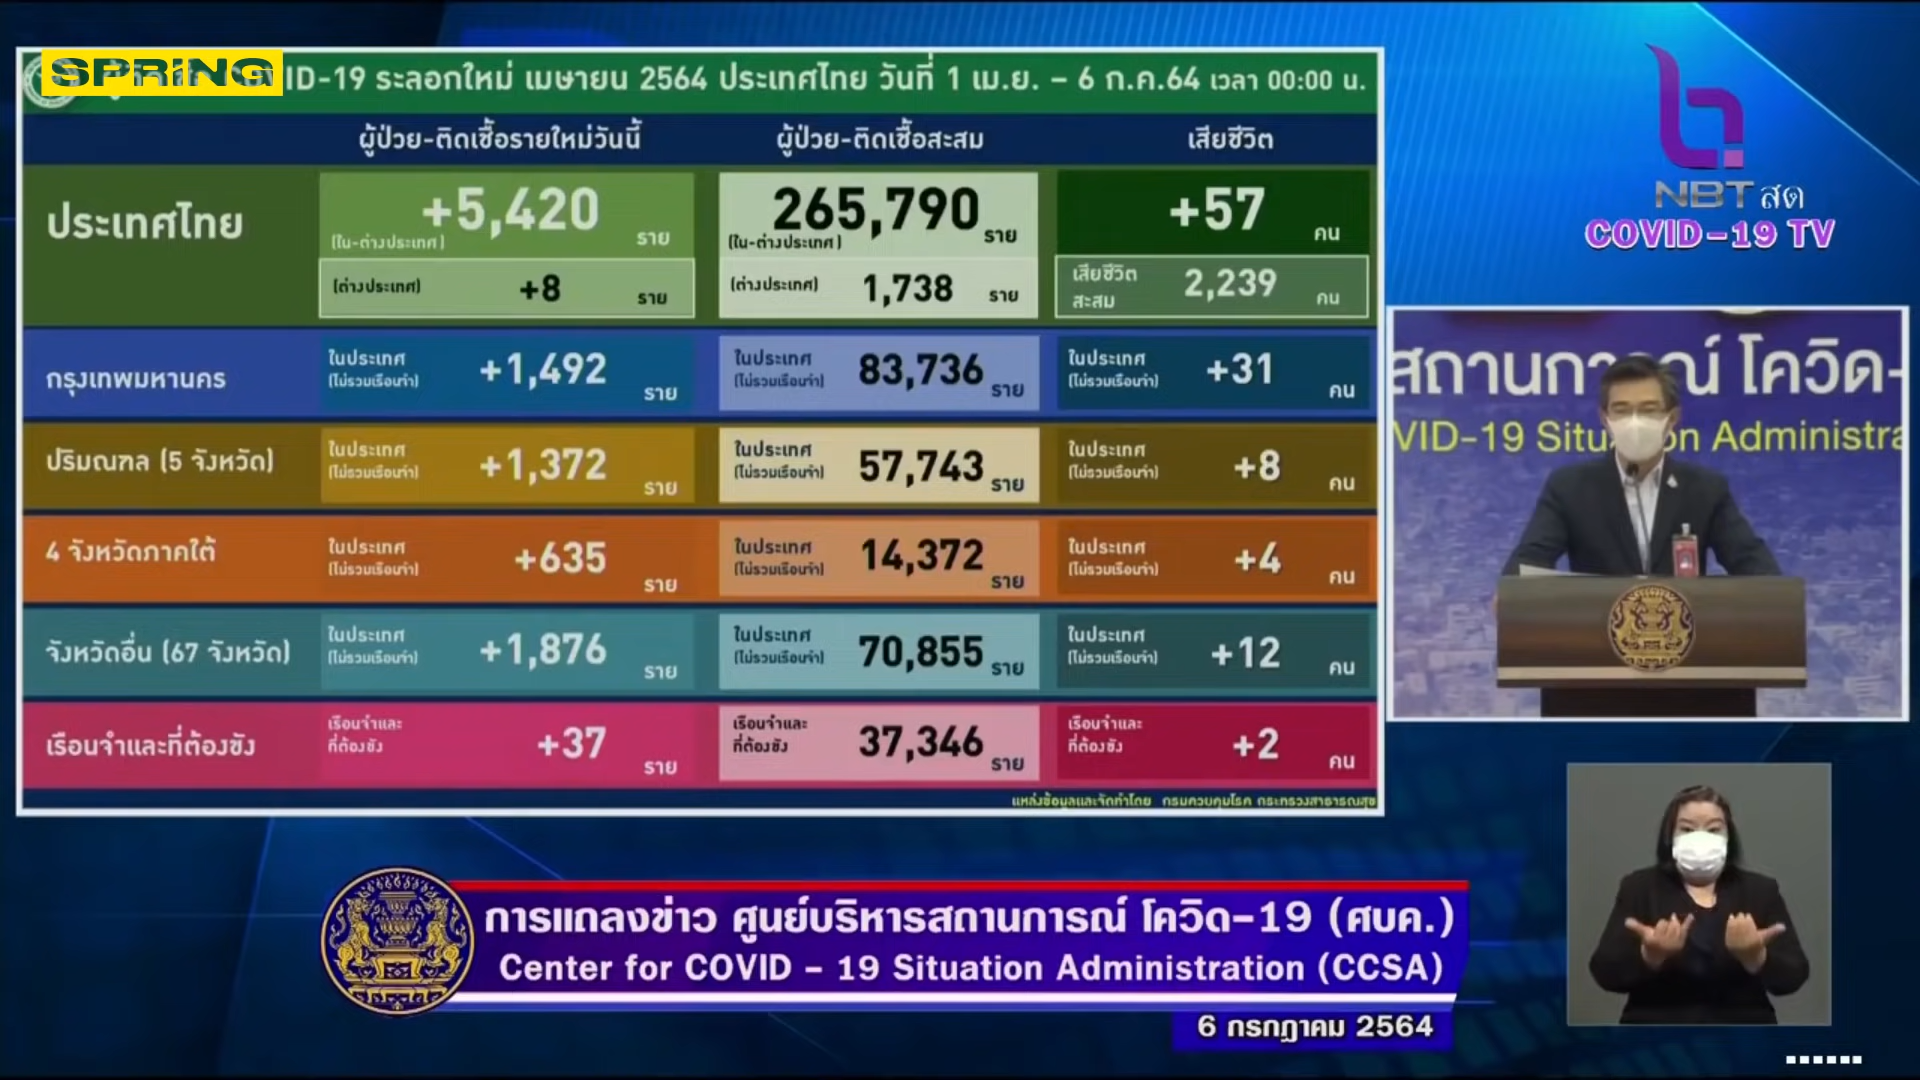 SPRiNG
ID-19 ระลอกใหม่ เมษายน 2564 ประเทศไทย วันที่ 1 เม.ย. – 6 ก.ค.64 เวลา 00:00 น.
ผู้ป่วย-ติดเชื้อรายใหม่วันนี้ ผู้ป่วย-ติดเชื้อสะสม เสียชีวิต
ประเทศไทย
+5,420 (ใน-ต่างประเทศ) ราย
265,790 (ใน-ต่างประเทศ) ราย
+57 คน
(ต่างประเทศ) +8 ราย
(ต่างประเทศ) 1,738 ราย
เสียชีวิตสะสม 2,239 คน
กรุงเทพมหานคร
ในประเทศ (ไม่รวมเรือนจำ) +1,492 ราย
ในประเทศ (ไม่รวมเรือนจำ) 83,736 ราย
ในประเทศ (ไม่รวมเรือนจำ) +31 คน
ปริมณฑล (5 จังหวัด)
ในประเทศ (ไม่รวมเรือนจำ) +1,372 ราย
ในประเทศ (ไม่รวมเรือนจำ) 57,743 ราย
ในประเทศ (ไม่รวมเรือนจำ) +8 คน
4 จังหวัดภาคใต้
ในประเทศ (ไม่รวมเรือนจำ) +635 ราย
ในประเทศ (ไม่รวมเรือนจำ) 14,372 ราย
ในประเทศ (ไม่รวมเรือนจำ) +4 คน
จังหวัดอื่น (67 จังหวัด)
ในประเทศ (ไม่รวมเรือนจำ) +1,876 ราย
ในประเทศ (ไม่รวมเรือนจำ) 70,855 ราย
ในประเทศ (ไม่รวมเรือนจำ) +12 คน
เรือนจำและที่ต้องขัง
เรือนจำและที่ต้องขัง +37 ราย
เรือนจำและที่ต้องขัง 37,346 ราย
เรือนจำและที่ต้องขัง +2 คน
แหล่งข้อมูลและจัดทำโดย กรมควบคุมโรค กระทรวงสาธารณสุข
NBT สด
COVID-19 TV
สถานการณ์ โควิด-
VID-19 Situ on Administra
การแถลงข่าว ศูนย์บริหารสถานการณ์ โควิด-19 (ศบค.)
Center for COVID – 19 Situation Administration (CCSA)
6 กรกฎาคม 2564